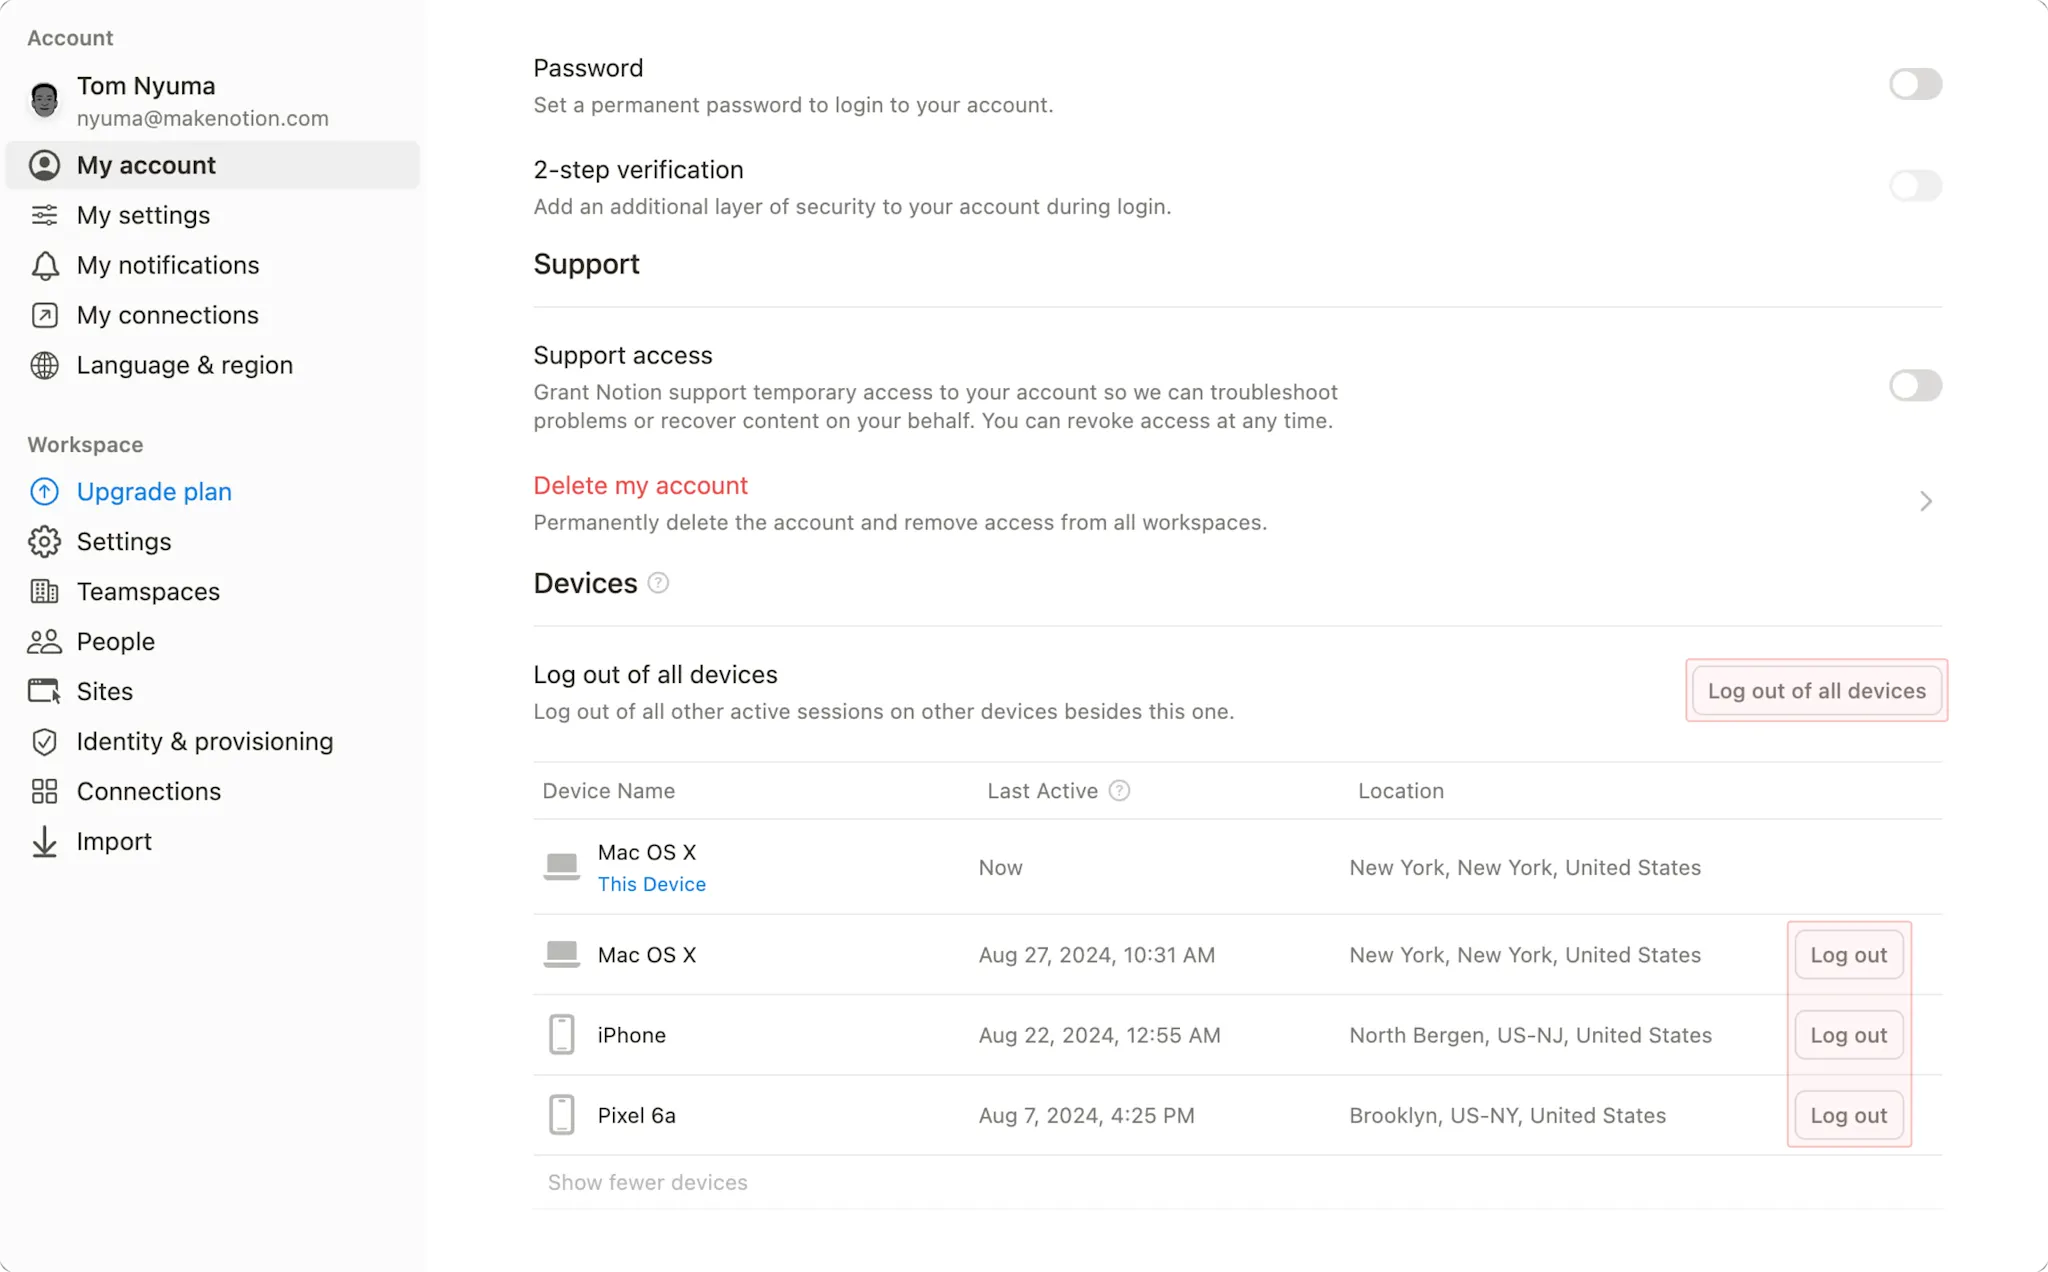 Account
Tom Nyuma
nyuma@makenotion.com
My account
My settings
My notifications
My connections
Language & region
Workspace
Upgrade plan
Settings
Teamspaces
People
Sites
Identity & provisioning
Connections
Import
Password
Set a permanent password to login to your account.
2-step verification
Add an additional layer of security to your account during login.
Support
Support access
Grant Notion support temporary access to your account so we can troubleshoot
problems or recover content on your behalf. You can revoke access at any time.
Delete my account
Permanently delete the account and remove access from all workspaces.
Devices ?
Log out of all devices
Log out of all other active sessions on other devices besides this one.
Log out of all devices
Device Name Last Active ? Location
Mac OS X
This Device
Now New York, New York, United States
Mac OS X Aug 27, 2024, 10:31 AM New York, New York, United States Log out
iPhone Aug 22, 2024, 12:55 AM North Bergen, US-NJ, United States Log out
Pixel 6a Aug 7, 2024, 4:25 PM Brooklyn, US-NY, United States Log out
Show fewer devices